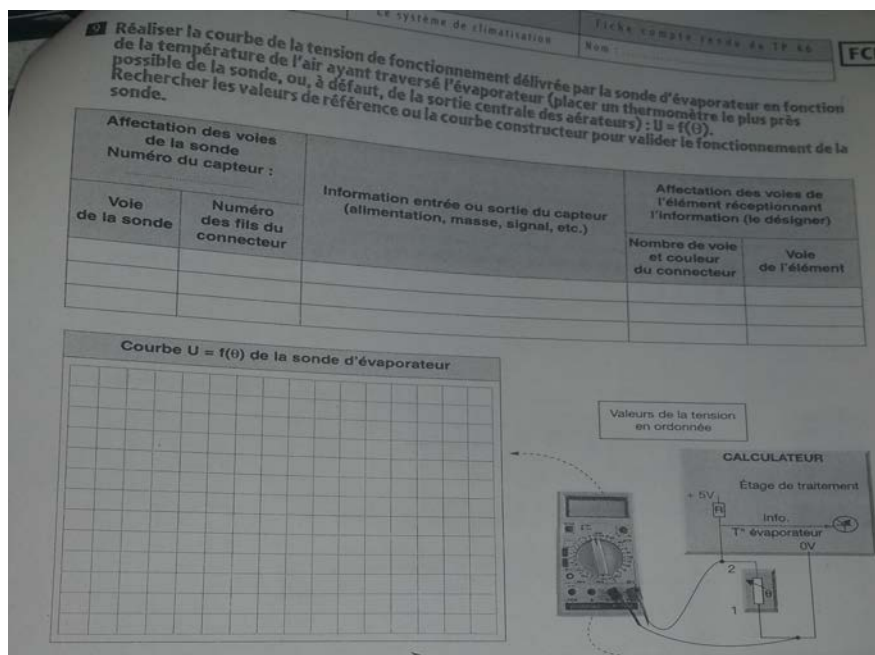 Le système de climatisation
Fiche compte rendu du TP 46
Nom :
FC
9 Réaliser la courbe de la tension de fonctionnement délivrée par la sonde d'évaporateur en fonction
de la température de l'air ayant traversé l'évaporateur (placer un thermomètre le plus près
possible de la sonde, ou, à défaut, de la sortie centrale des aérateurs) : U = f(θ).
Rechercher les valeurs de référence ou la courbe constructeur pour valider le fonctionnement de la
sonde.
Affectation des voies
de la sonde
Numéro du capteur :
Voie
de la sonde
Numéro
des fils du
connecteur
Information entrée ou sortie du capteur
(alimentation, masse, signal, etc.)
Affectation des voies de
l'élément réceptionnant
l'information (le désigner)
Nombre de voie
et couleur
du connecteur
Voie
de l'élément
Courbe U = f(θ) de la sonde d'évaporateur
Valeurs de la tension
en ordonnée
CALCULATEUR
Étage de traitement
+ 5V
R
Info.
T° évaporateur
0V
2
θ
1